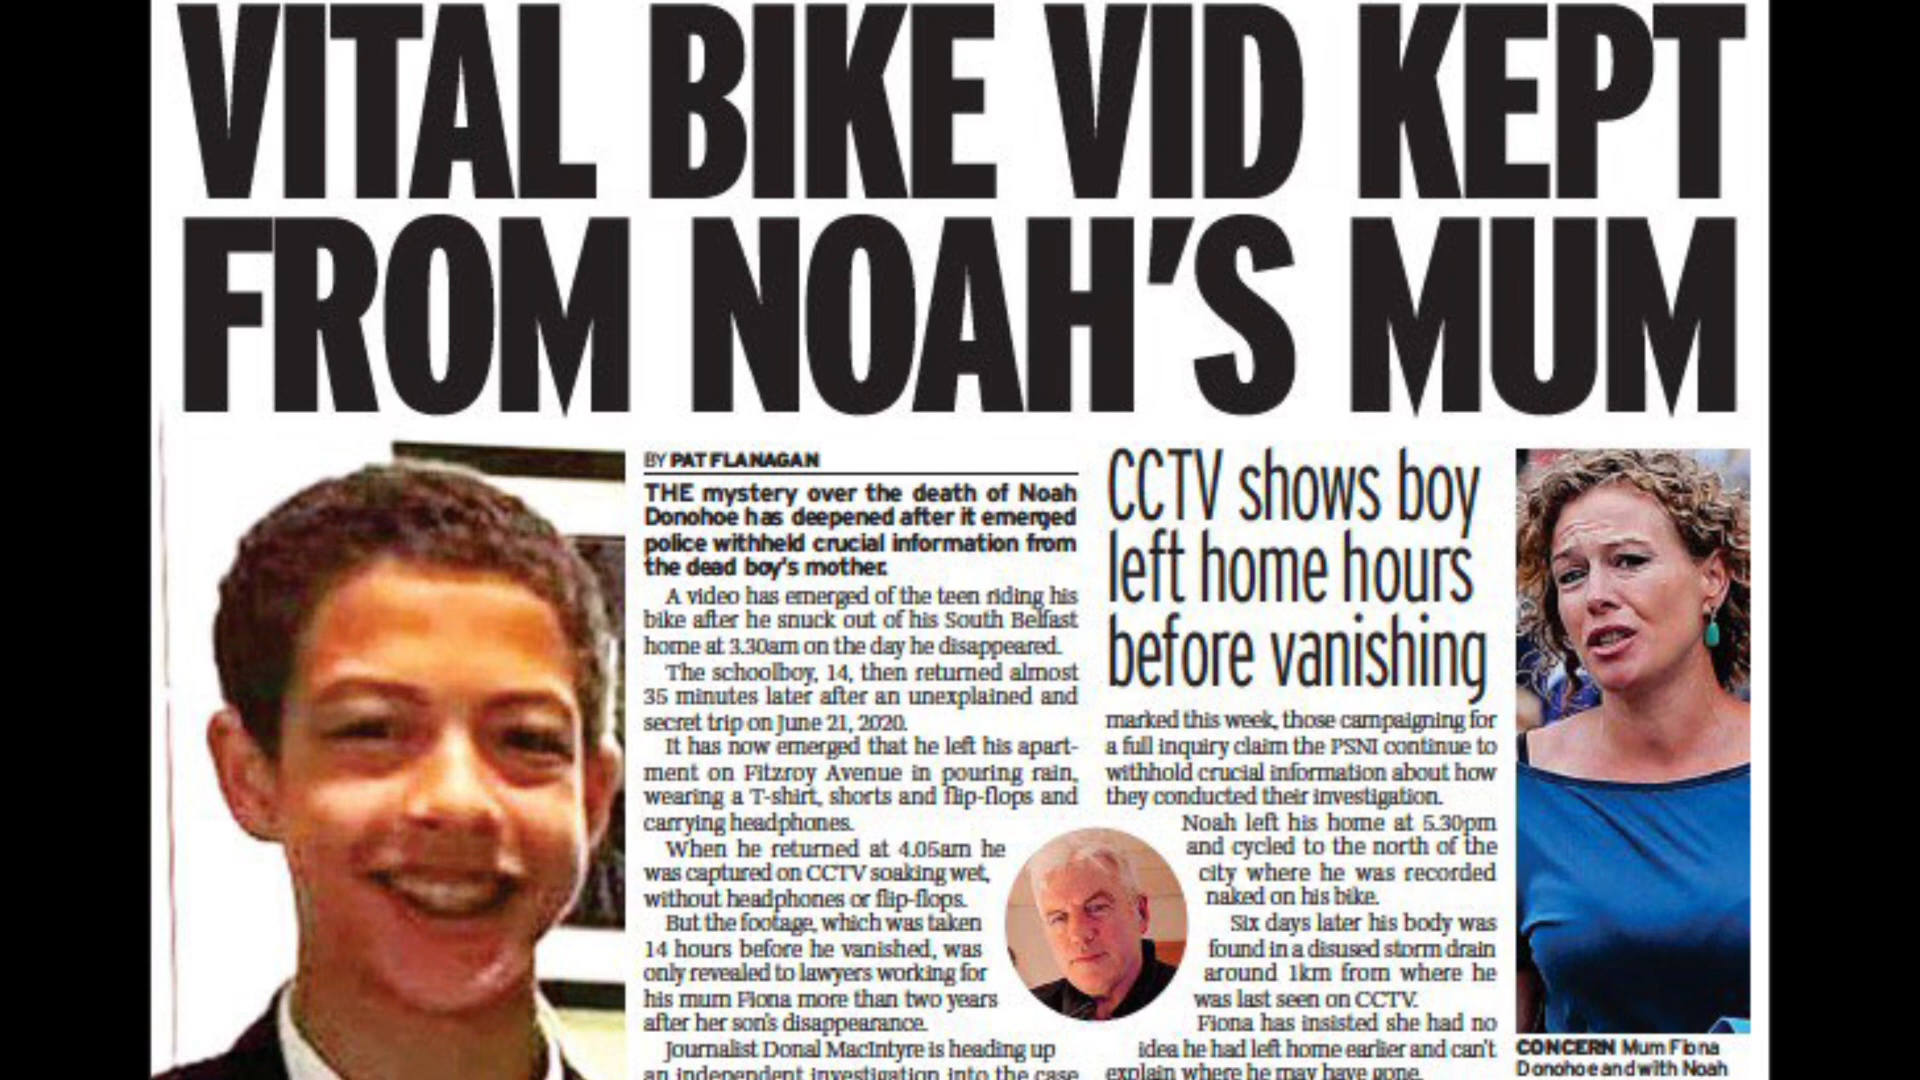 VITAL BIKE VID KEPT
FROM NOAH'S MUM
BY PAT FLANAGAN
THE mystery over the death of Noah
Donohoe has deepened after it emerged
police withheld crucial information from
the dead boy's mother.
A video has emerged of the teen riding his
bike after he snuck out of his South Belfast
home at 3.30am on the day he disappeared.
The schoolboy, 14, then returned almost
35 minutes later after an unexplained and
secret trip on June 21, 2020.
It has now emerged that he left his apart-
ment on Fitzroy Avenue in pouring rain,
wearing a T-shirt, shorts and flip-flops and
carrying headphones.
When he returned at 4.05am he
was captured on CCTV soaking wet,
without headphones or flip-flops.
But the footage, which was taken
14 hours before he vanished, was
only revealed to lawyers working for
his mum Fiona more than two years
after her son's disappearance.
Journalist Donal MacIntyre is heading up
an independent investigation into the case
CCTV shows boy
left home hours
before vanishing
marked this week, those campaigning for
a full inquiry claim the PSNI continue to
withhold crucial information about how
they conducted their investigation.
Noah left his home at 5.30pm
and cycled to the north of the
city where he was recorded
naked on his bike.
Six days later his body was
found in a disused storm drain
around 1km from where he
was last seen on CCTV.
Fiona has insisted she had no
idea he had left home earlier and can't
explain where he may have gone.
CONCERN Mum Fiona
Donohoe and with Noah